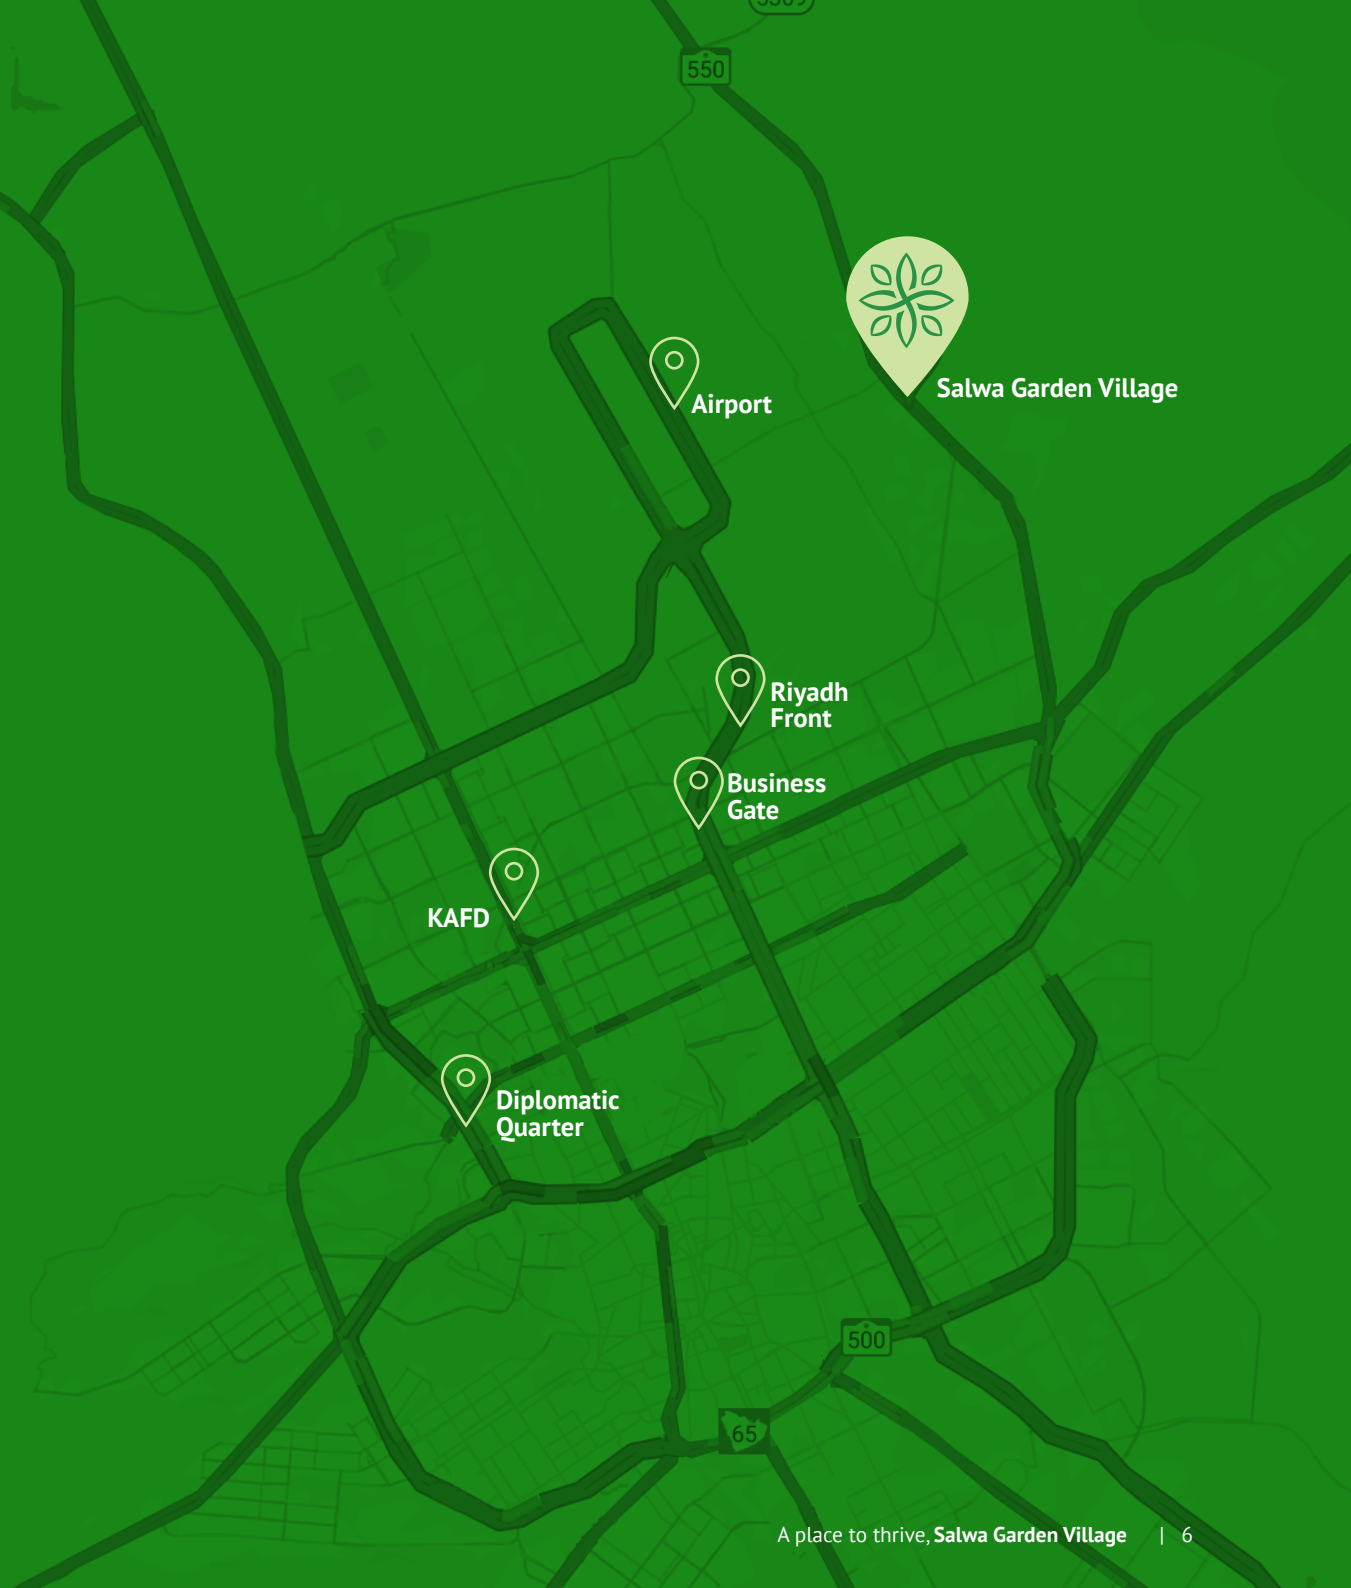 550
Salwa Garden Village
Airport
Riyadh
Front
Business
Gate
KAFD
Diplomatic
Quarter
500
65
A place to thrive, Salwa Garden Village | 6